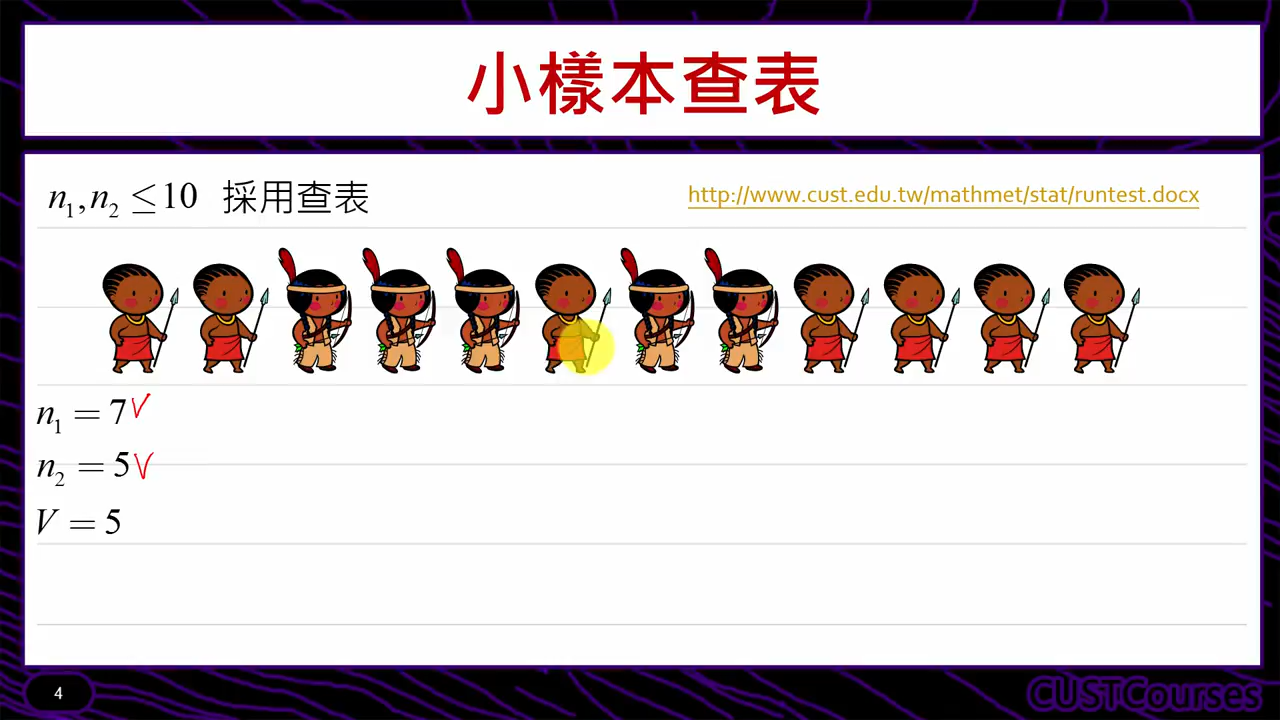 小樣本查表
n₁, n₂ ≤ 10 採用查表
http://www.cust.edu.tw/mathmet/stat/runtest.docx
n₁ = 7 V
n₂ = 5 V
V = 5
4
CUSTCourses